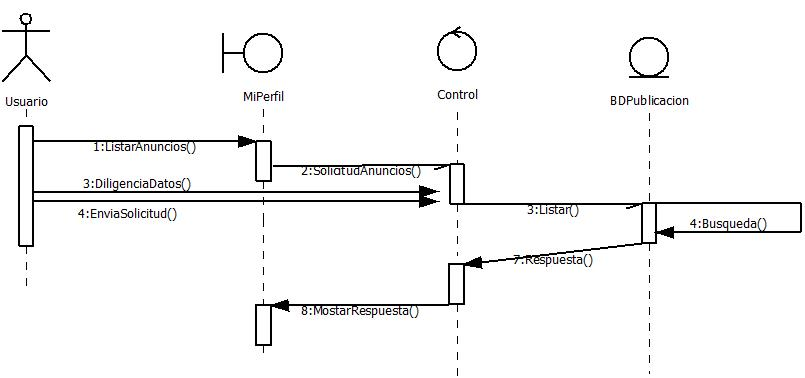 Usuario
MiPerfil
Control
BDPublicacion
1:ListarAnuncios()
2:SolicitudAnuncios()
3:DiligenciaDatos()
4:EnviaSolicitud()
3:Listar()
4:Busqueda()
7:Respuesta()
8:MostarRespuesta()